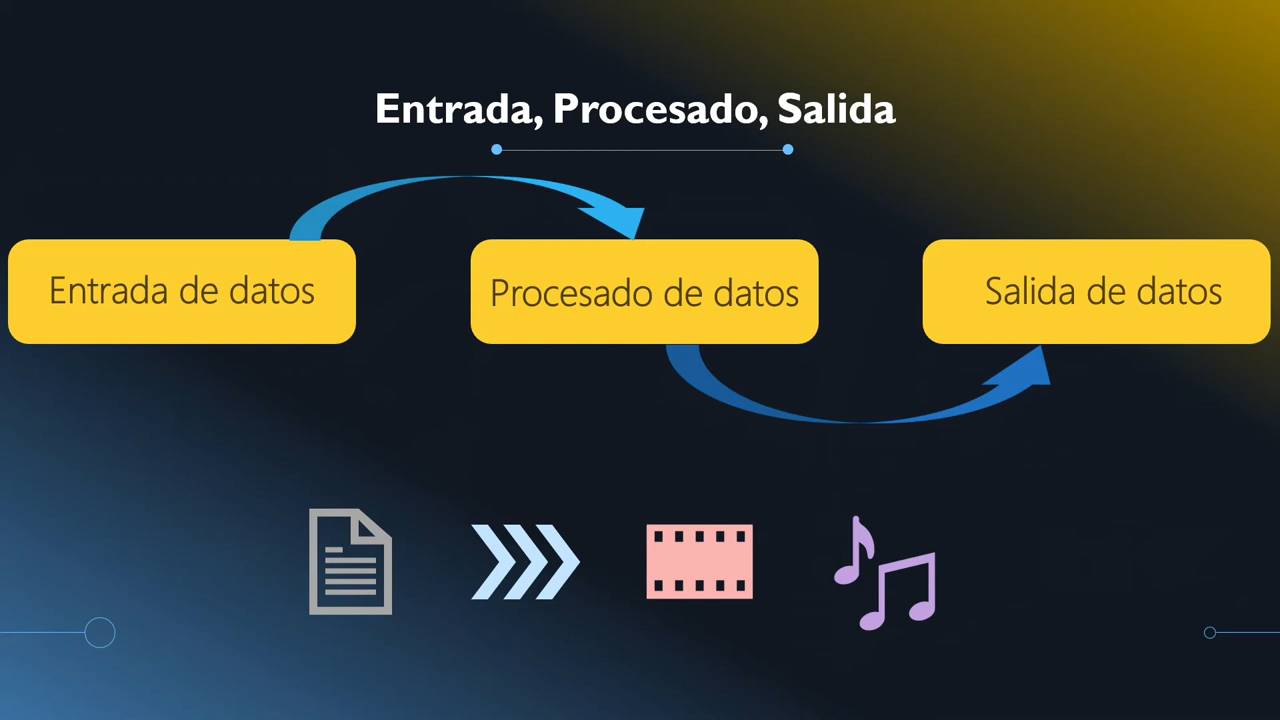 Entrada, Procesado, Salida
Entrada de datos
Procesado de datos
Salida de datos